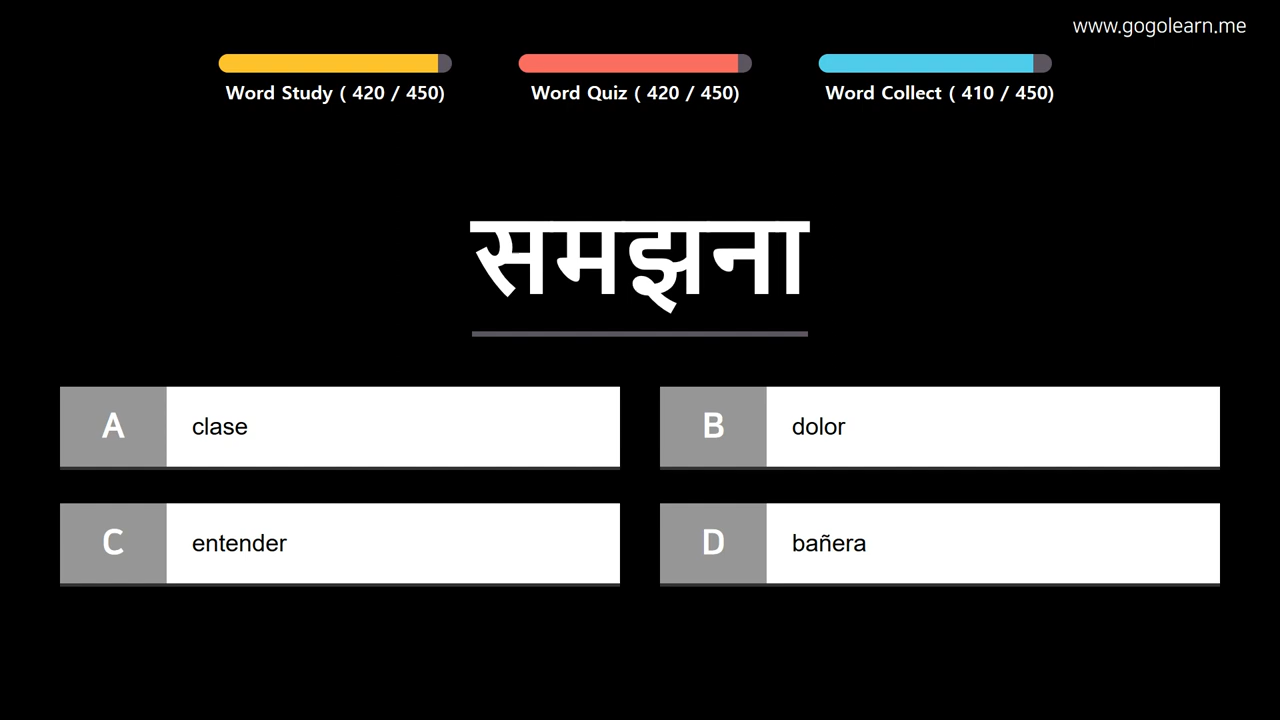 www.gogolearn.me
Word Study ( 420 / 450)
Word Quiz ( 420 / 450)
Word Collect ( 410 / 450)
समझना
A clase
B dolor
C entender
D bañera